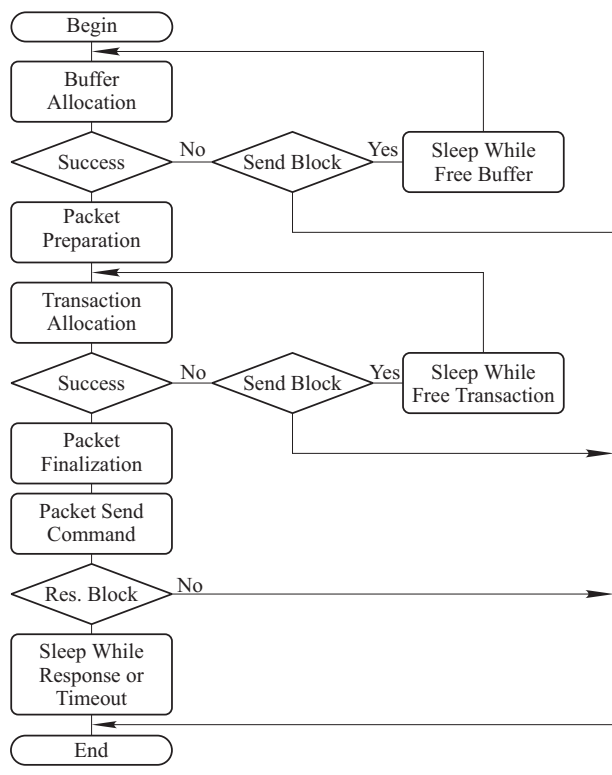 Begin
Buffer
Allocation
Success
No
Send Block
Yes
Sleep While
Free Buffer
Packet
Preparation
Transaction
Allocation
Success
No
Send Block
Yes
Sleep While
Free Transaction
Packet
Finalization
Packet Send
Command
Res. Block
No
Sleep While
Response or
Timeout
End